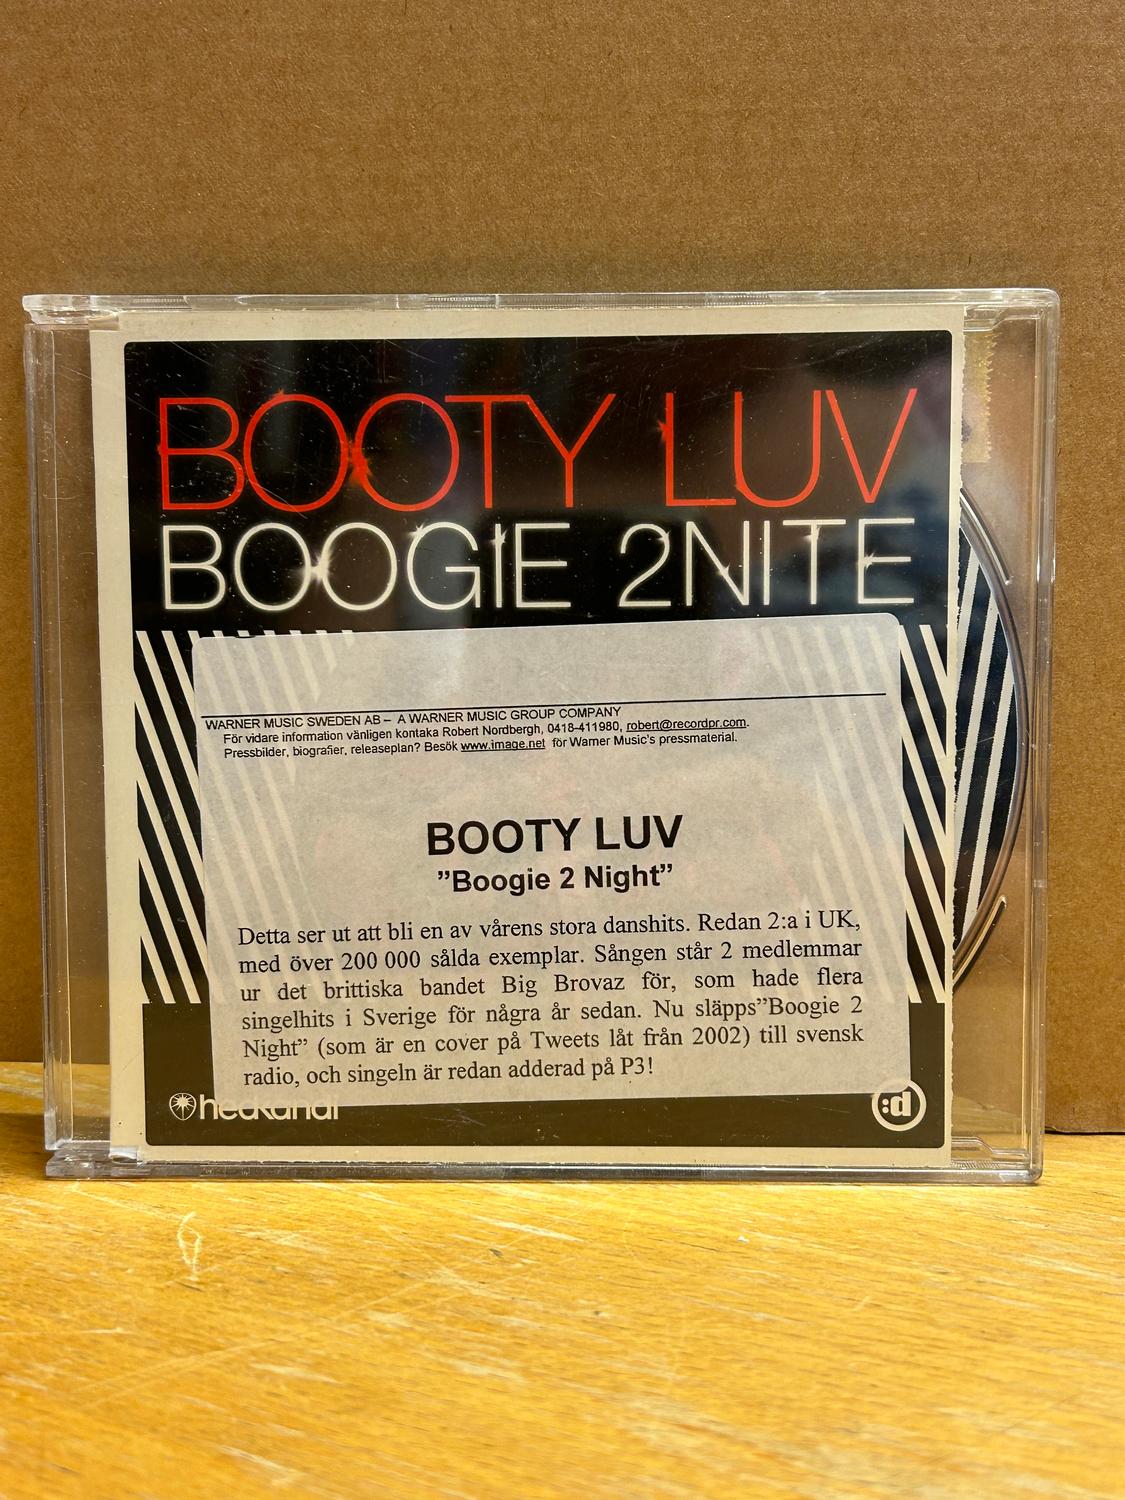 BOOTY LUV
BOOGIE 2NITE
WARNER MUSIC SWEDEN AB – A WARNER MUSIC GROUP COMPANY
För vidare information vänligen kontaka Robert Nordbergh, 0418-411980, robert@recordpr.com.
Pressbilder, biografier, releaseplan? Besök www.image.net för Warner Music's pressmaterial.
BOOTY LUV
”Boogie 2 Night”
Detta ser ut att bli en av vårens stora danshits. Redan 2:a i UK,
med över 200 000 sålda exemplar. Sången står 2 medlemmar
ur det brittiska bandet Big Brovaz för, som hade flera
singelhits i Sverige för några år sedan. Nu släpps”Boogie 2
Night” (som är en cover på Tweets låt från 2002) till svensk
radio, och singeln är redan adderad på P3!
hedkandi
:d